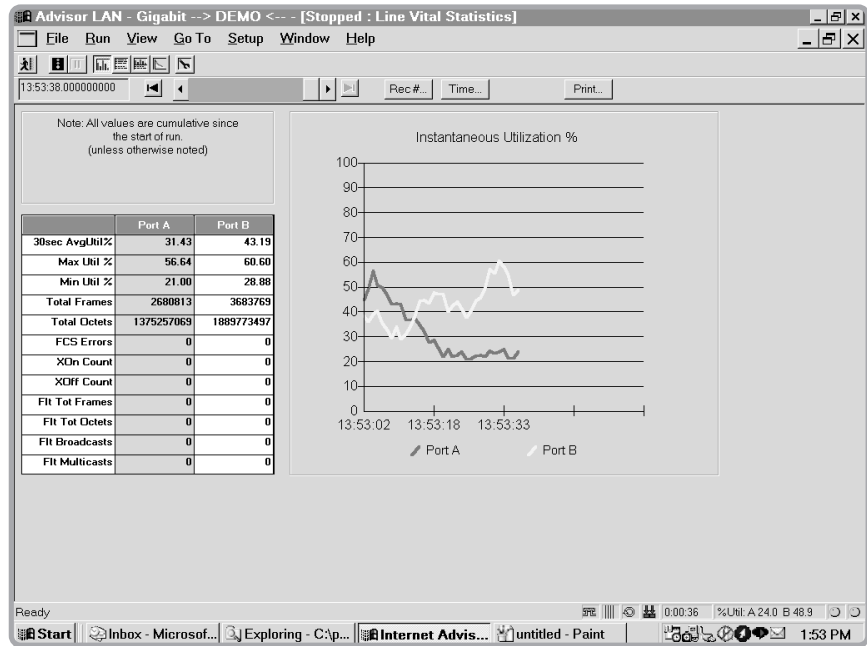 Advisor LAN - Gigabit --> DEMO <-- - [Stopped : Line Vital Statistics]
File Run View Go To Setup Window Help
13:53:38.000000000 Rec #... Time... Print...
Note: All values are cumulative since
the start of run.
(unless otherwise noted)
Port A Port B
30sec AvgUtil% 31.43 43.19
Max Util % 56.64 60.60
Min Util % 21.00 28.88
Total Frames 2680813 3683769
Total Octets 1375257069 1889773497
FCS Errors 0 0
XOn Count 0 0
XOff Count 0 0
Flt Tot Frames 0 0
Flt Tot Octets 0 0
Flt Broadcasts 0 0
Flt Multicasts 0 0
Instantaneous Utilization %
100
90
80
70
60
50
40
30
20
10
0
13:53:02 13:53:18 13:53:33
Port A Port B
Ready 0:00:36 %Util: A 24.0 B 48.9
Start Inbox - Microsof... Exploring - C:\p... Internet Advis... untitled - Paint 1:53 PM